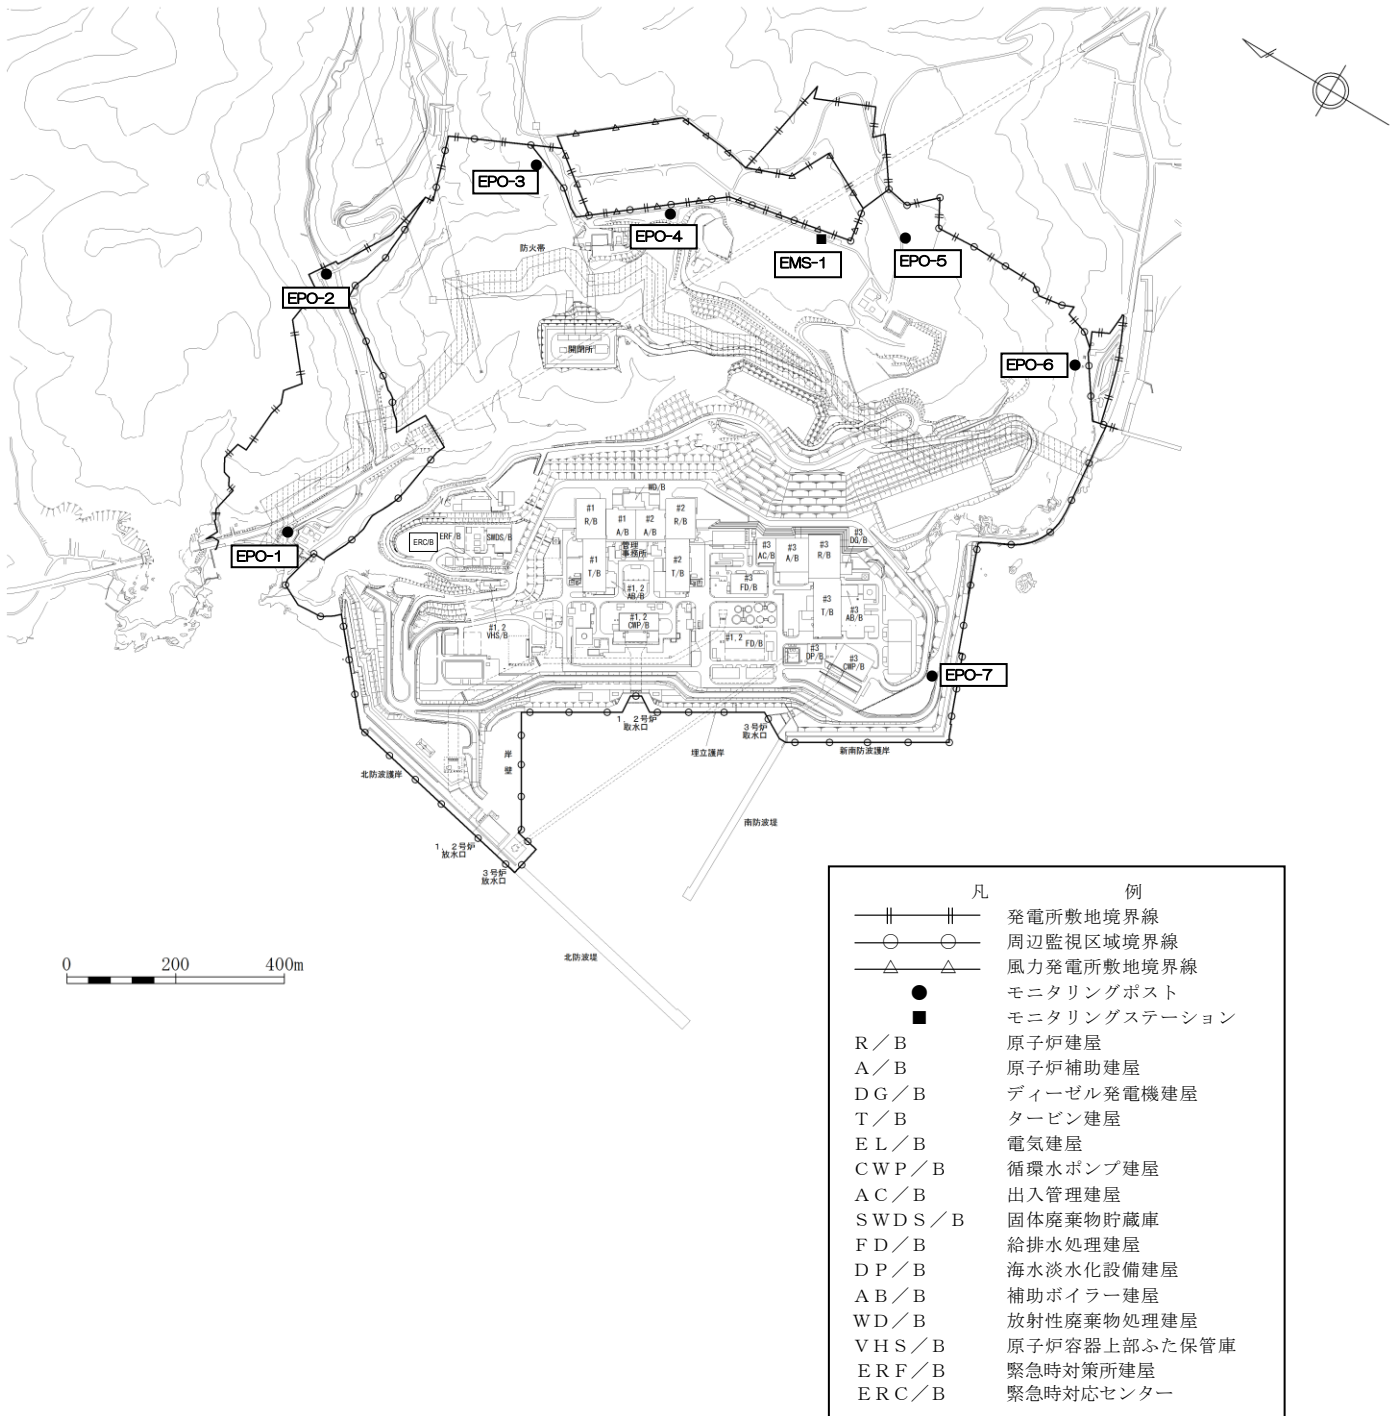 EPO-3
EPO-4
EMS-1
EPO-5
防火帯
EPO-2
開閉所
EPO-6
EPO-1
WD/B
#1
R/B
#1
A/B
#2
A/B
#2
R/B
ERC/B
ERF/B
SWDS/B
管理
事務所
#1
T/B
#2
T/B
#3
AC/B
#3
A/B
#3
R/B
#3
DG/B
#1,2
AB/B
#3
FD/B
#3
T/B
#3
AB/B
#1,2
VHS/B
#1,2
CWP/B
#1,2
FD/B
#3
DP/B
#3
CWP/B
EPO-7
1,2号炉
取水口
3号炉
取水口
埋立護岸
新南防波護岸
岸
壁
北防波護岸
南防波堤
1,2号炉
放水口
3号炉
放水口
北防波堤
0 200 400m
凡 例
発電所敷地境界線
周辺監視区域境界線
風力発電所敷地境界線
モニタリングポスト
モニタリングステーション
R/B 原子炉建屋
A/B 原子炉補助建屋
DG/B ディーゼル発電機建屋
T/B タービン建屋
EL/B 電気建屋
CWP/B 循環水ポンプ建屋
AC/B 出入管理建屋
SWDS/B 固体廃棄物貯蔵庫
FD/B 給排水処理建屋
DP/B 海水淡水化設備建屋
AB/B 補助ボイラー建屋
WD/B 放射性廃棄物処理建屋
VHS/B 原子炉容器上部ふた保管庫
ERF/B 緊急時対策所建屋
ERC/B 緊急時対応センター